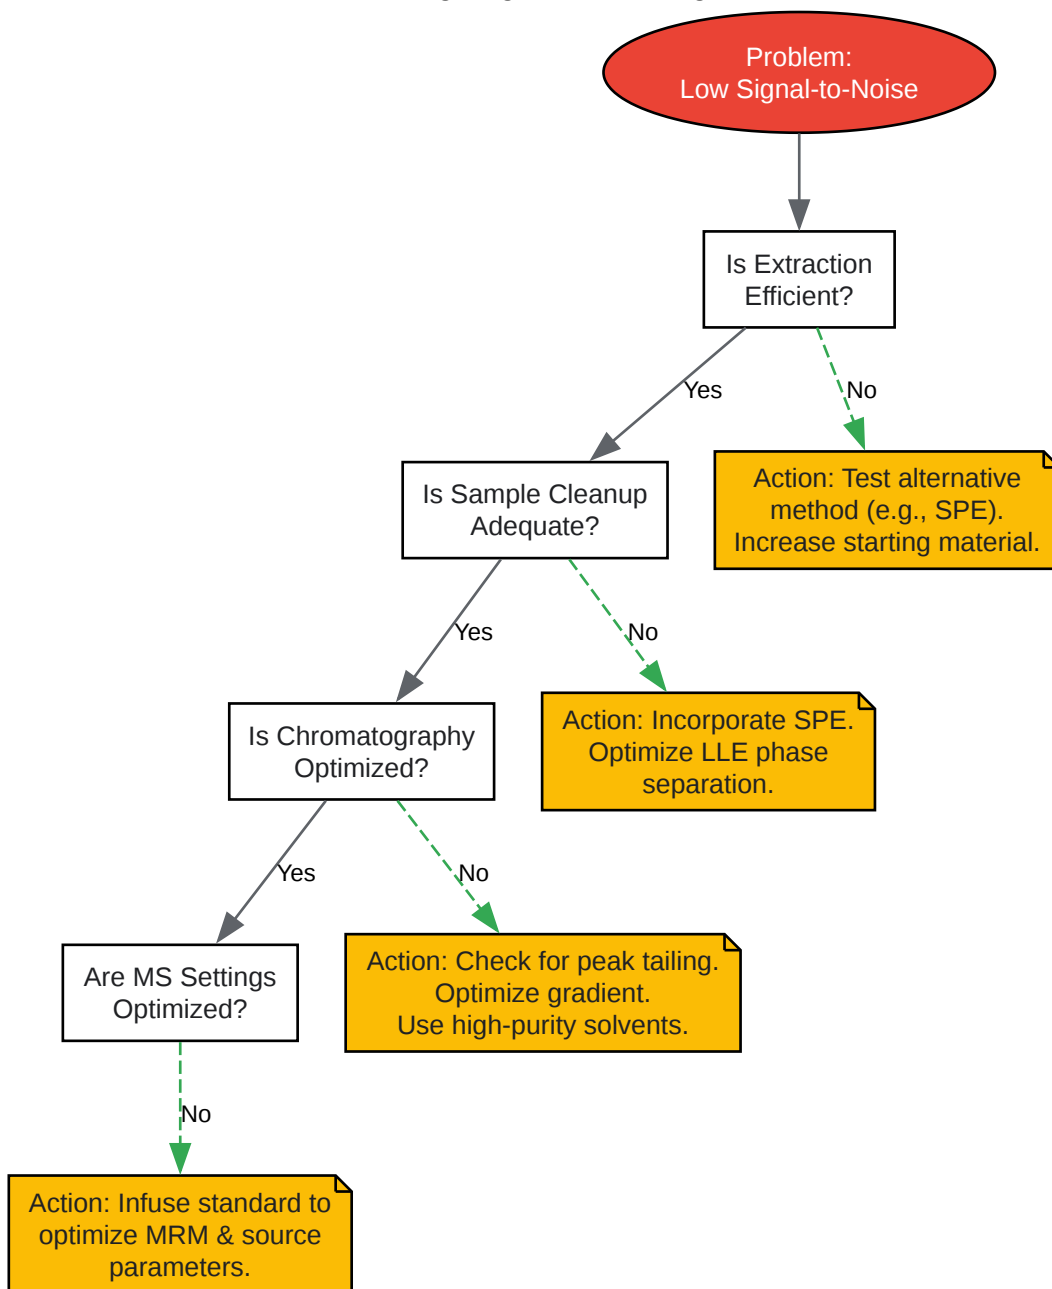 Problem:
Low Signal-to-Noise
Is Extraction
Efficient?
Yes
No
Action: Test alternative
method (e.g., SPE).
Increase starting material.
Is Sample Cleanup
Adequate?
Yes
No
Action: Incorporate SPE.
Optimize LLE phase
separation.
Is Chromatography
Optimized?
Yes
No
Action: Check for peak tailing.
Optimize gradient.
Use high-purity solvents.
Are MS Settings
Optimized?
No
Action: Infuse standard to
optimize MRM & source
parameters.